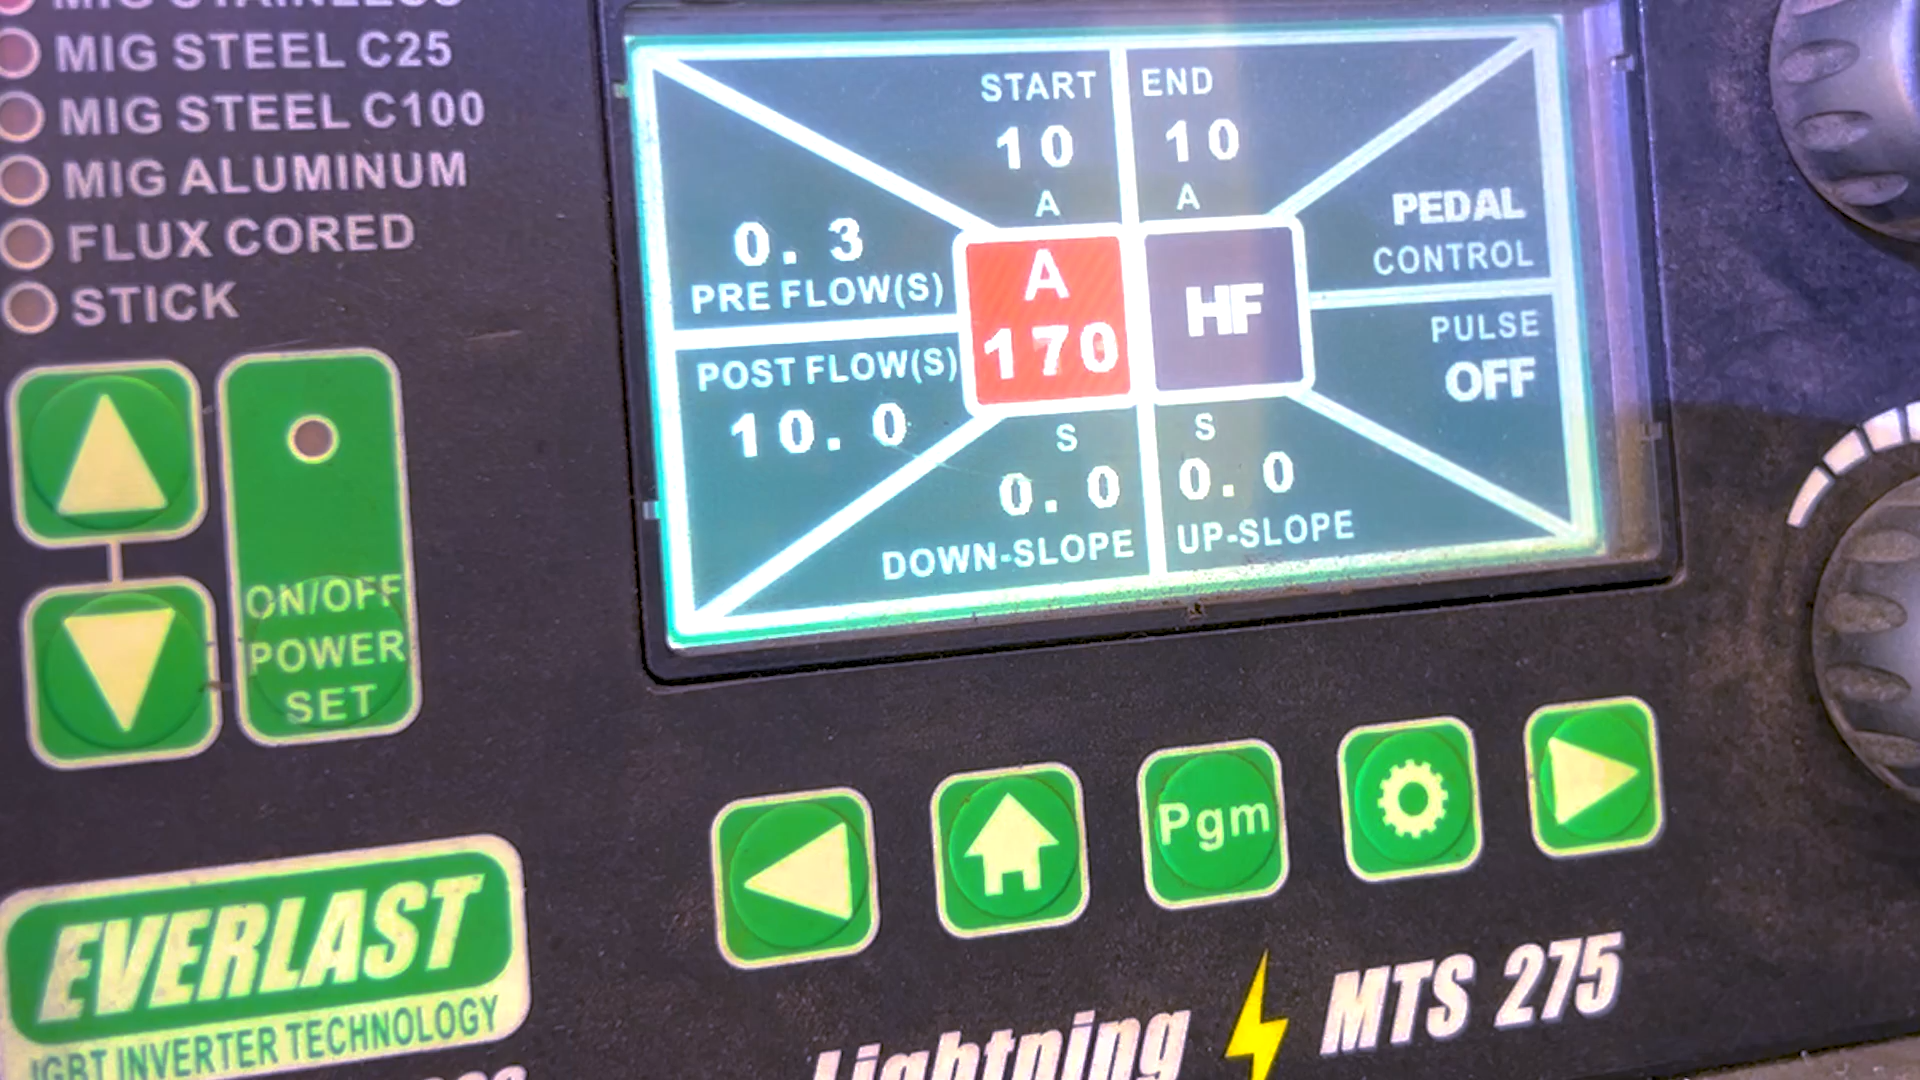 MIG STAINLESS
MIG STEEL C25
MIG STEEL C100
MIG ALUMINUM
FLUX CORED
STICK
ON/OFF
POWER
SET
START
10
A
END
10
A
0.3
PRE FLOW(S)
POST FLOW(S)
10.0
A
170
HF
PEDAL
CONTROL
PULSE
OFF
S
0.0
DOWN-SLOPE
S
0.0
UP-SLOPE
Pgm
EVERLAST
IGBT INVERTER TECHNOLOGY
Lightning MTS 275